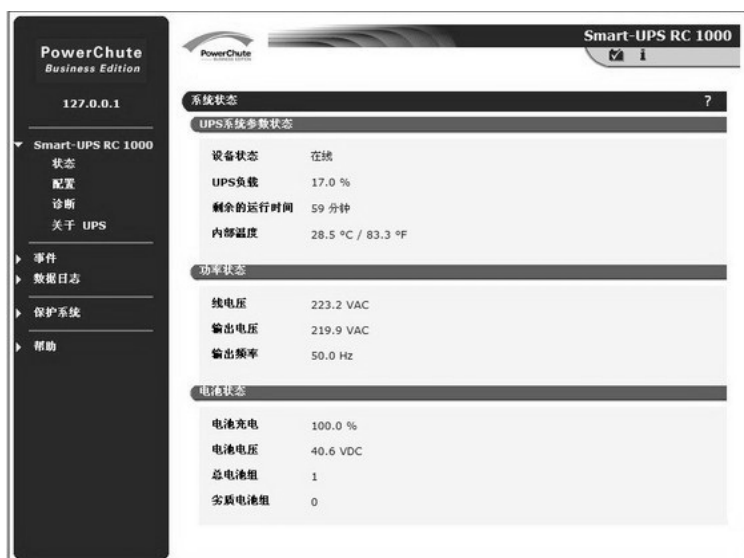 PowerChute
Business Edition
127.0.0.1
Smart-UPS RC 1000
状态
配置
诊断
关于 UPS
事件
数据日志
保护系统
帮助
PowerChute
BUSINESS EDITION
Smart-UPS RC 1000
i
系统状态 ?
UPS系统参数状态
设备状态 在线
UPS负载 17.0 %
剩余的运行时间 59 分钟
内部温度 28.5 °C / 83.3 °F
功率状态
线电压 223.2 VAC
输出电压 219.9 VAC
输出频率 50.0 Hz
电池状态
电池充电 100.0 %
电池电压 40.6 VDC
总电池组 1
劣质电池组 0